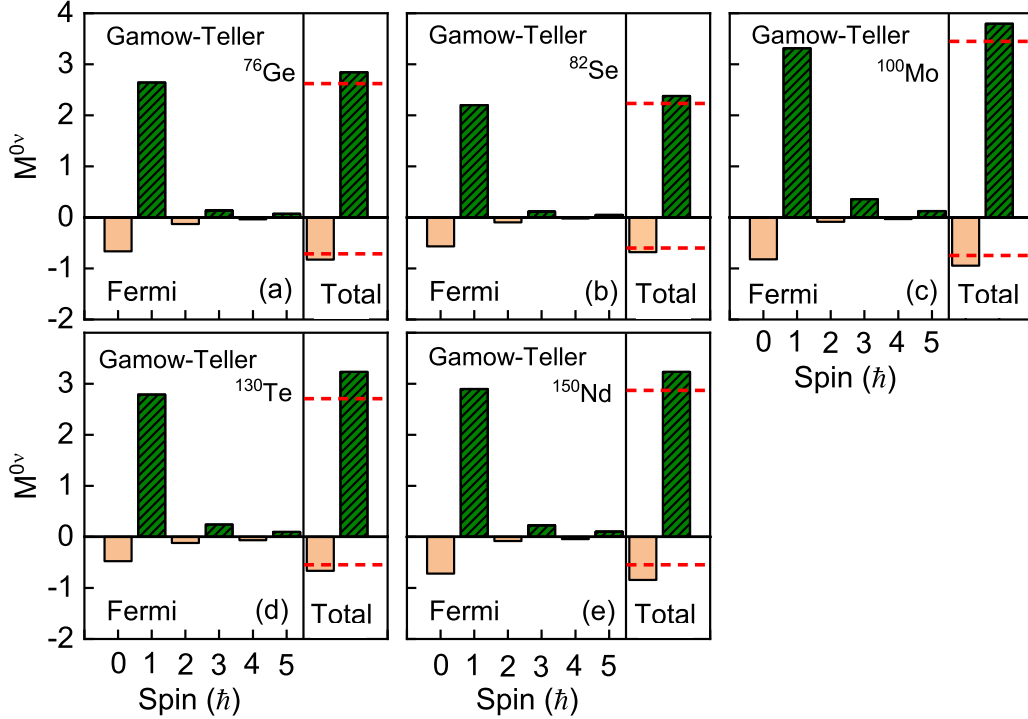 4
3
2
1
0
-1
-2
M0ν
Gamow-Teller
76Ge
Fermi
(a)
Total
Gamow-Teller
82Se
Fermi
(b)
Total
Gamow-Teller
100Mo
Fermi
(c)
Total
0 1 2 3 4 5
Spin (ℏ)
3
2
1
0
-1
-2
M0ν
Gamow-Teller
130Te
Fermi
(d)
Total
0 1 2 3 4 5
Spin (ℏ)
Gamow-Teller
150Nd
Fermi
(e)
Total
0 1 2 3 4 5
Spin (ℏ)